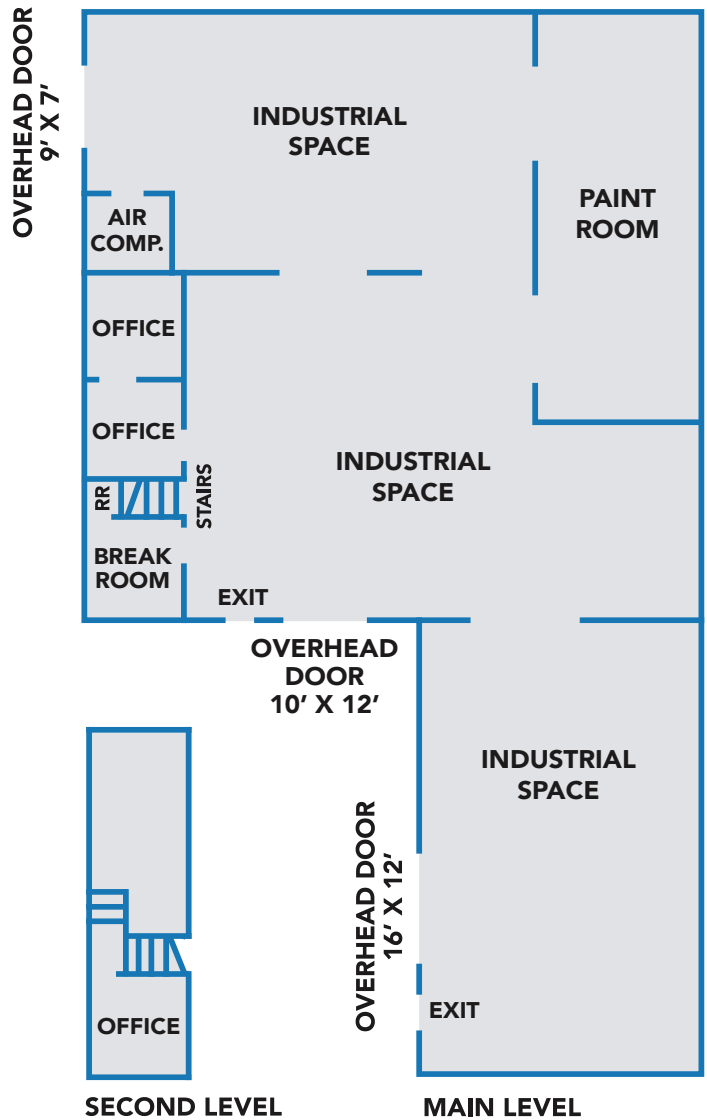 OVERHEAD DOOR
9’ X 7’
INDUSTRIAL
SPACE
PAINT
ROOM
AIR
COMP.
OFFICE
OFFICE
INDUSTRIAL
SPACE
RR
STAIRS
BREAK
ROOM
EXIT
OVERHEAD
DOOR
10’ X 12’
INDUSTRIAL
SPACE
OVERHEAD DOOR
16’ X 12’
EXIT
OFFICE
SECOND LEVEL
MAIN LEVEL